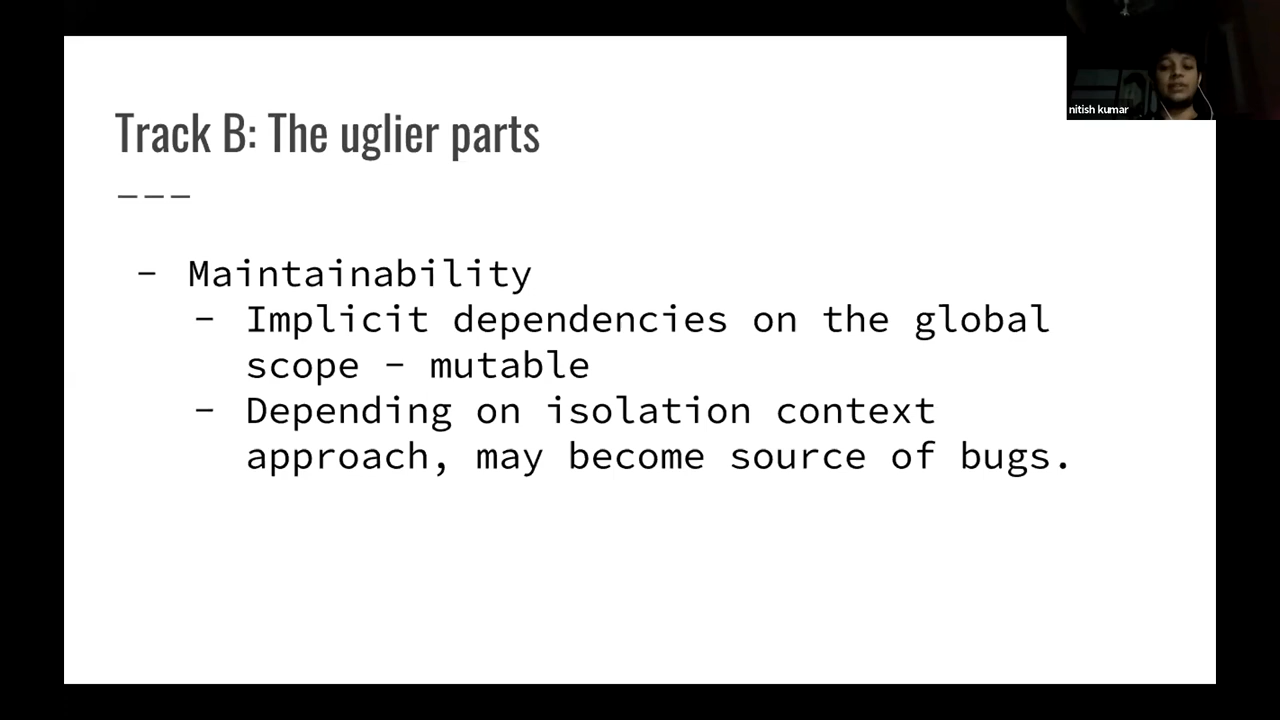 Track B: The uglier parts
nitish kumar
– Maintainability
– Implicit dependencies on the global
scope – mutable
– Depending on isolation context
approach, may become source of bugs.